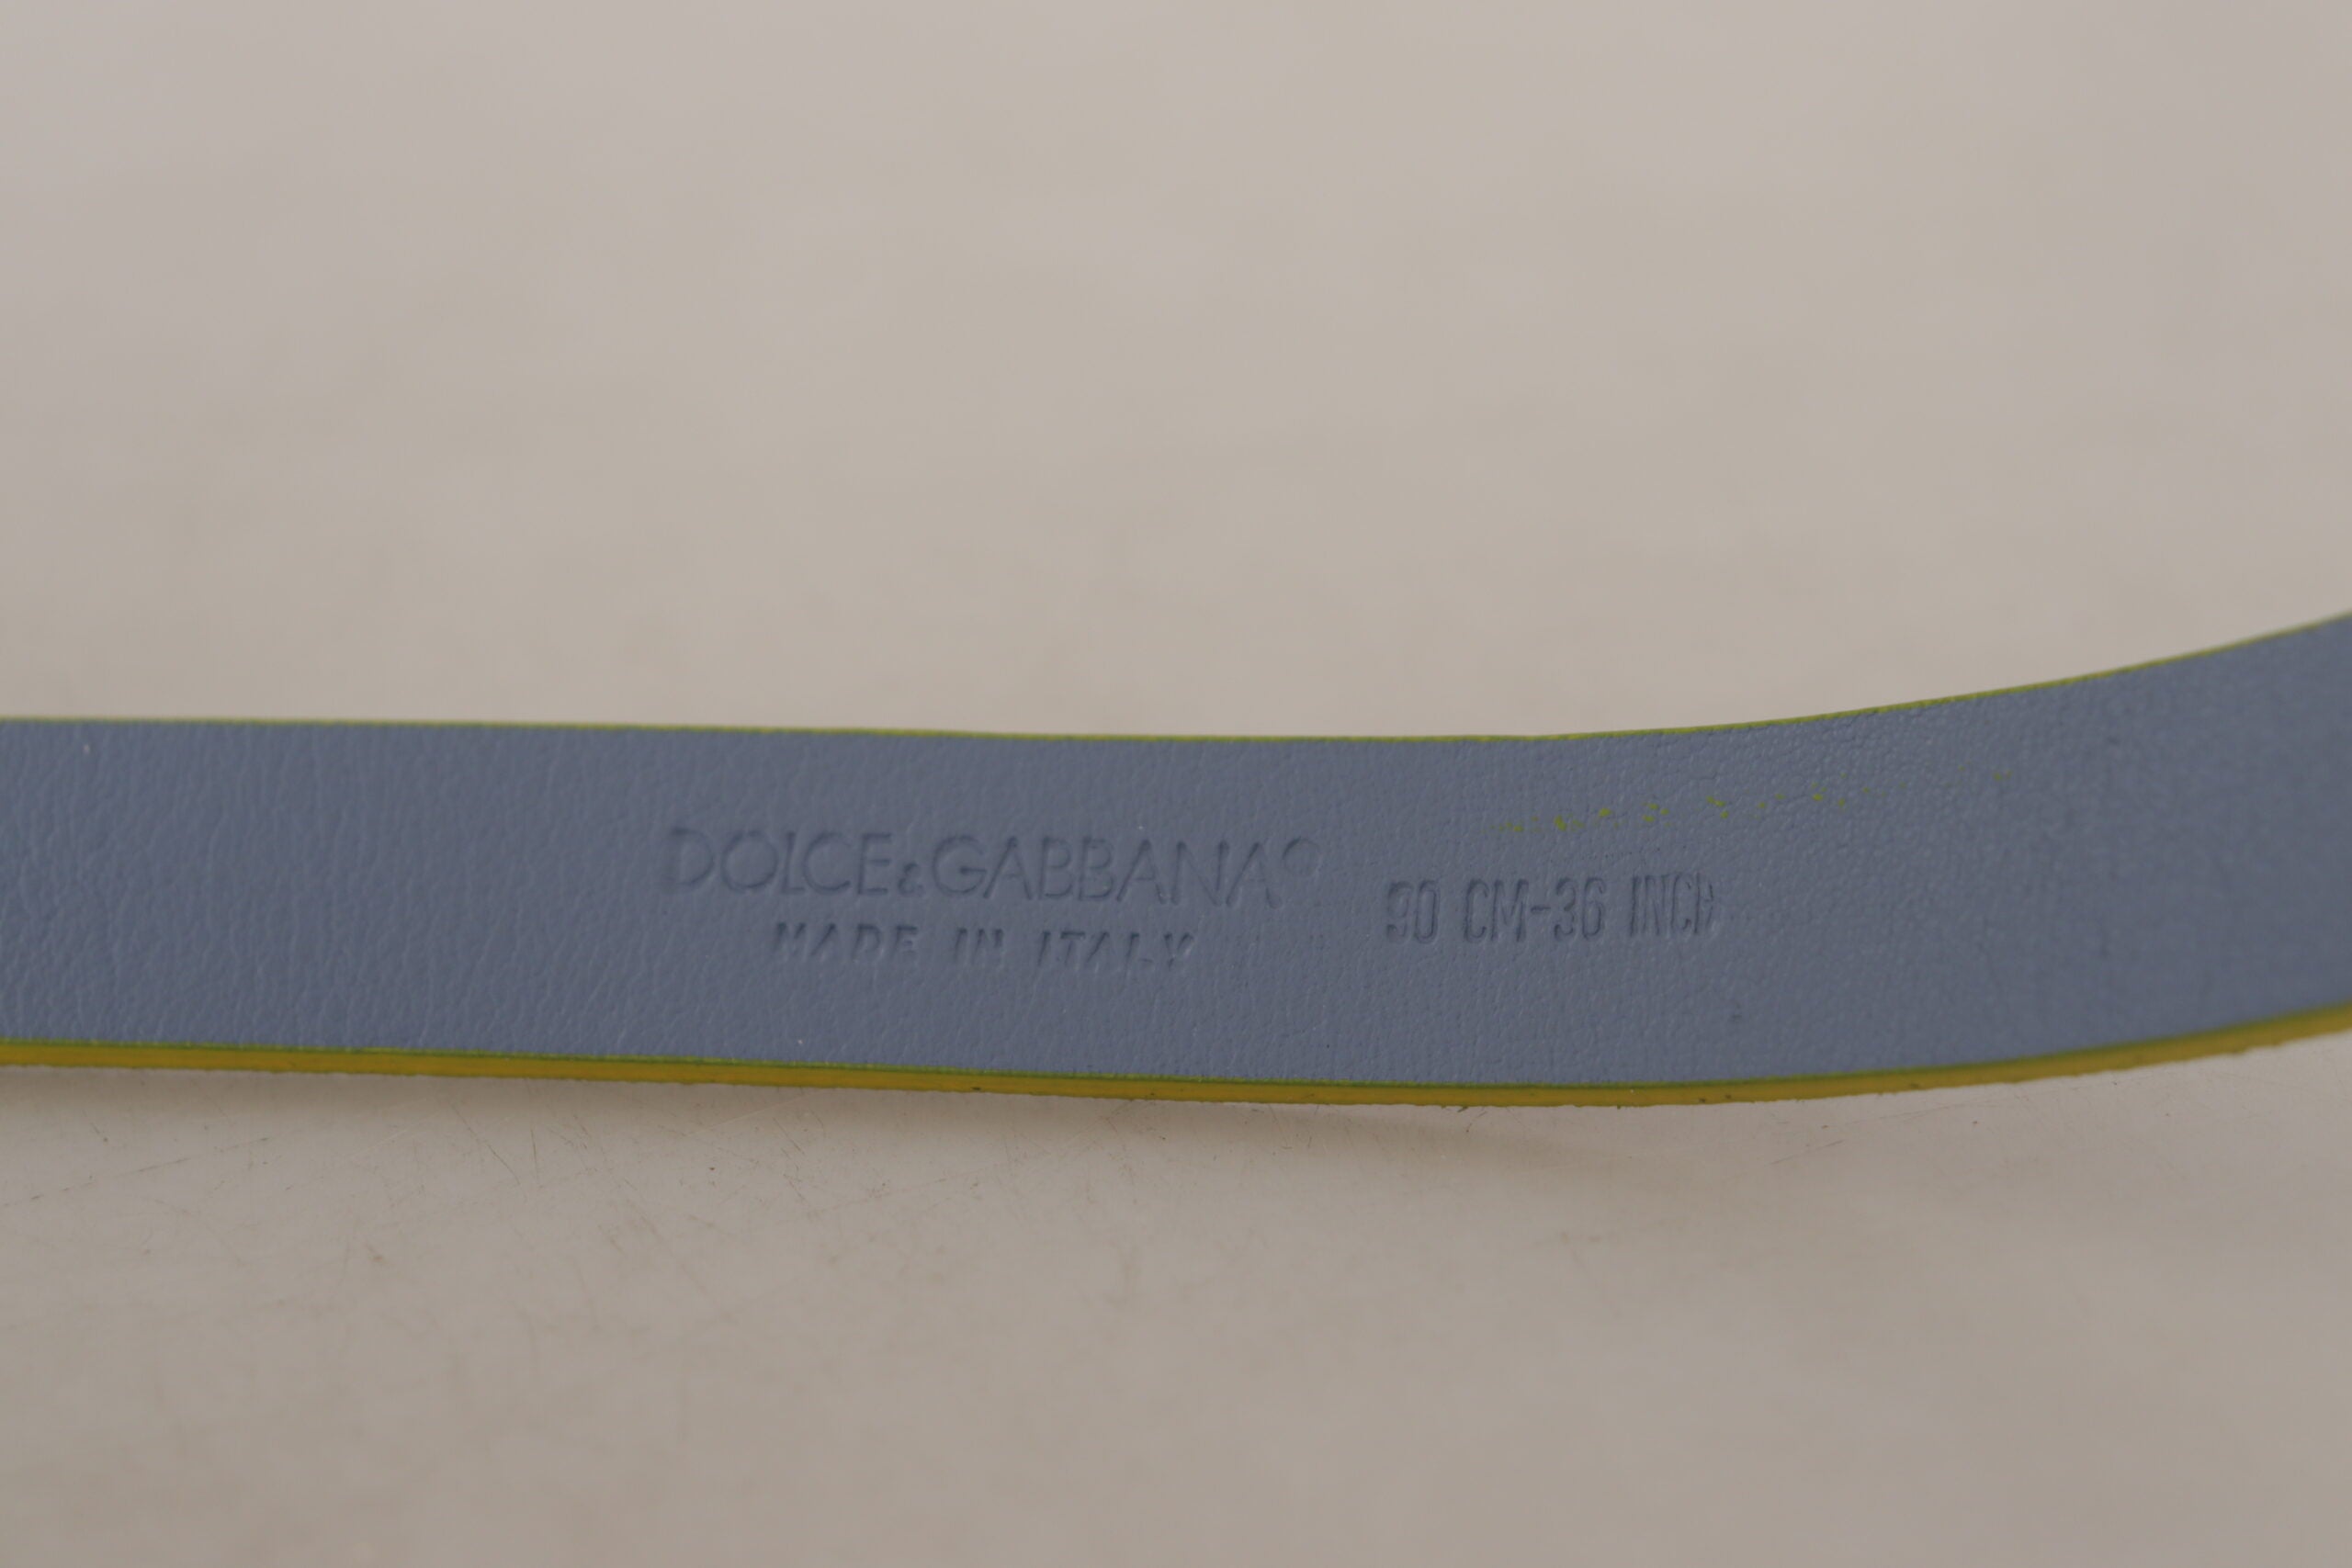 DOLCE&GABBANA®
MADE IN ITALY
90 CM-36 INCH